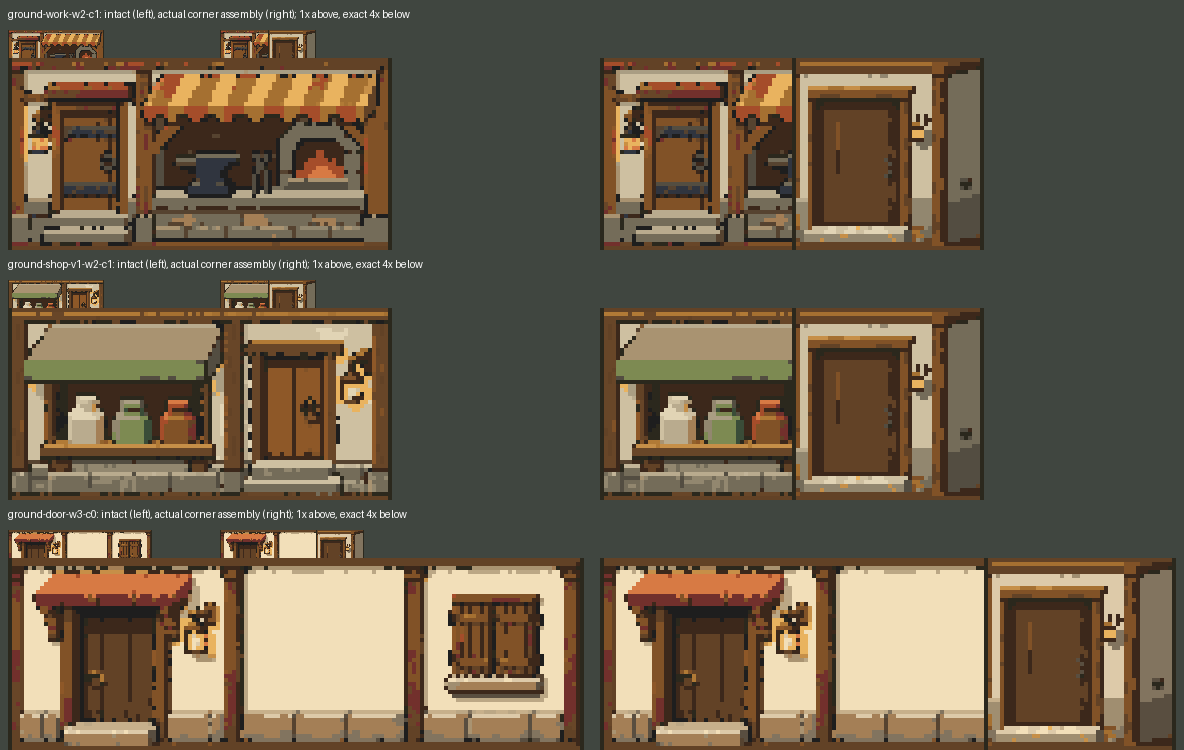 ground-work-w2-c1: intact (left), actual corner assembly (right); 1x above, exact 4x below
ground-shop-v1-w2-c1: intact (left), actual corner assembly (right); 1x above, exact 4x below
ground-door-w3-c0: intact (left), actual corner assembly (right); 1x above, exact 4x below